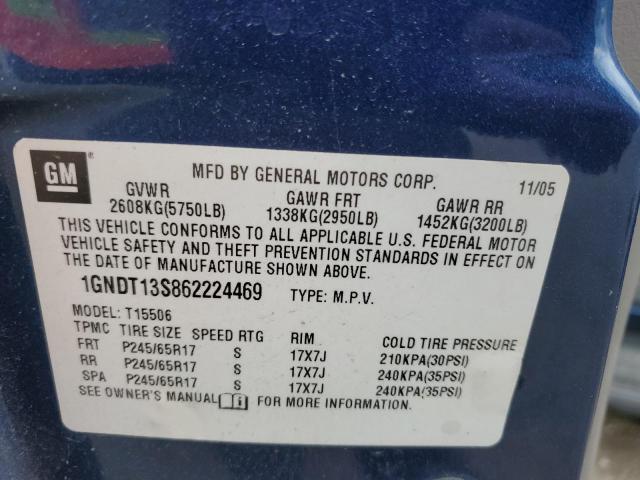 GM ®
MFD BY GENERAL MOTORS CORP. 11/05
GVWR GAWR FRT GAWR RR
2608KG(5750LB) 1338KG(2950LB) 1452KG(3200LB)
THIS VEHICLE CONFORMS TO ALL APPLICABLE U.S. FEDERAL MOTOR
VEHICLE SAFETY AND THEFT PREVENTION STANDARDS IN EFFECT ON
THE DATE OF MANUFACTURE SHOWN ABOVE.
1GNDT13S862224469 TYPE: M.P.V.
MODEL: T15506
TPMC TIRE SIZE SPEED RTG RIM COLD TIRE PRESSURE
FRT P245/65R17 S 17X7J 210KPA(30PSI)
RR P245/65R17 S 17X7J 240KPA(35PSI)
SPA P245/65R17 S 17X7J 240KPA(35PSI)
SEE OWNER'S MANUAL FOR MORE INFORMATION.